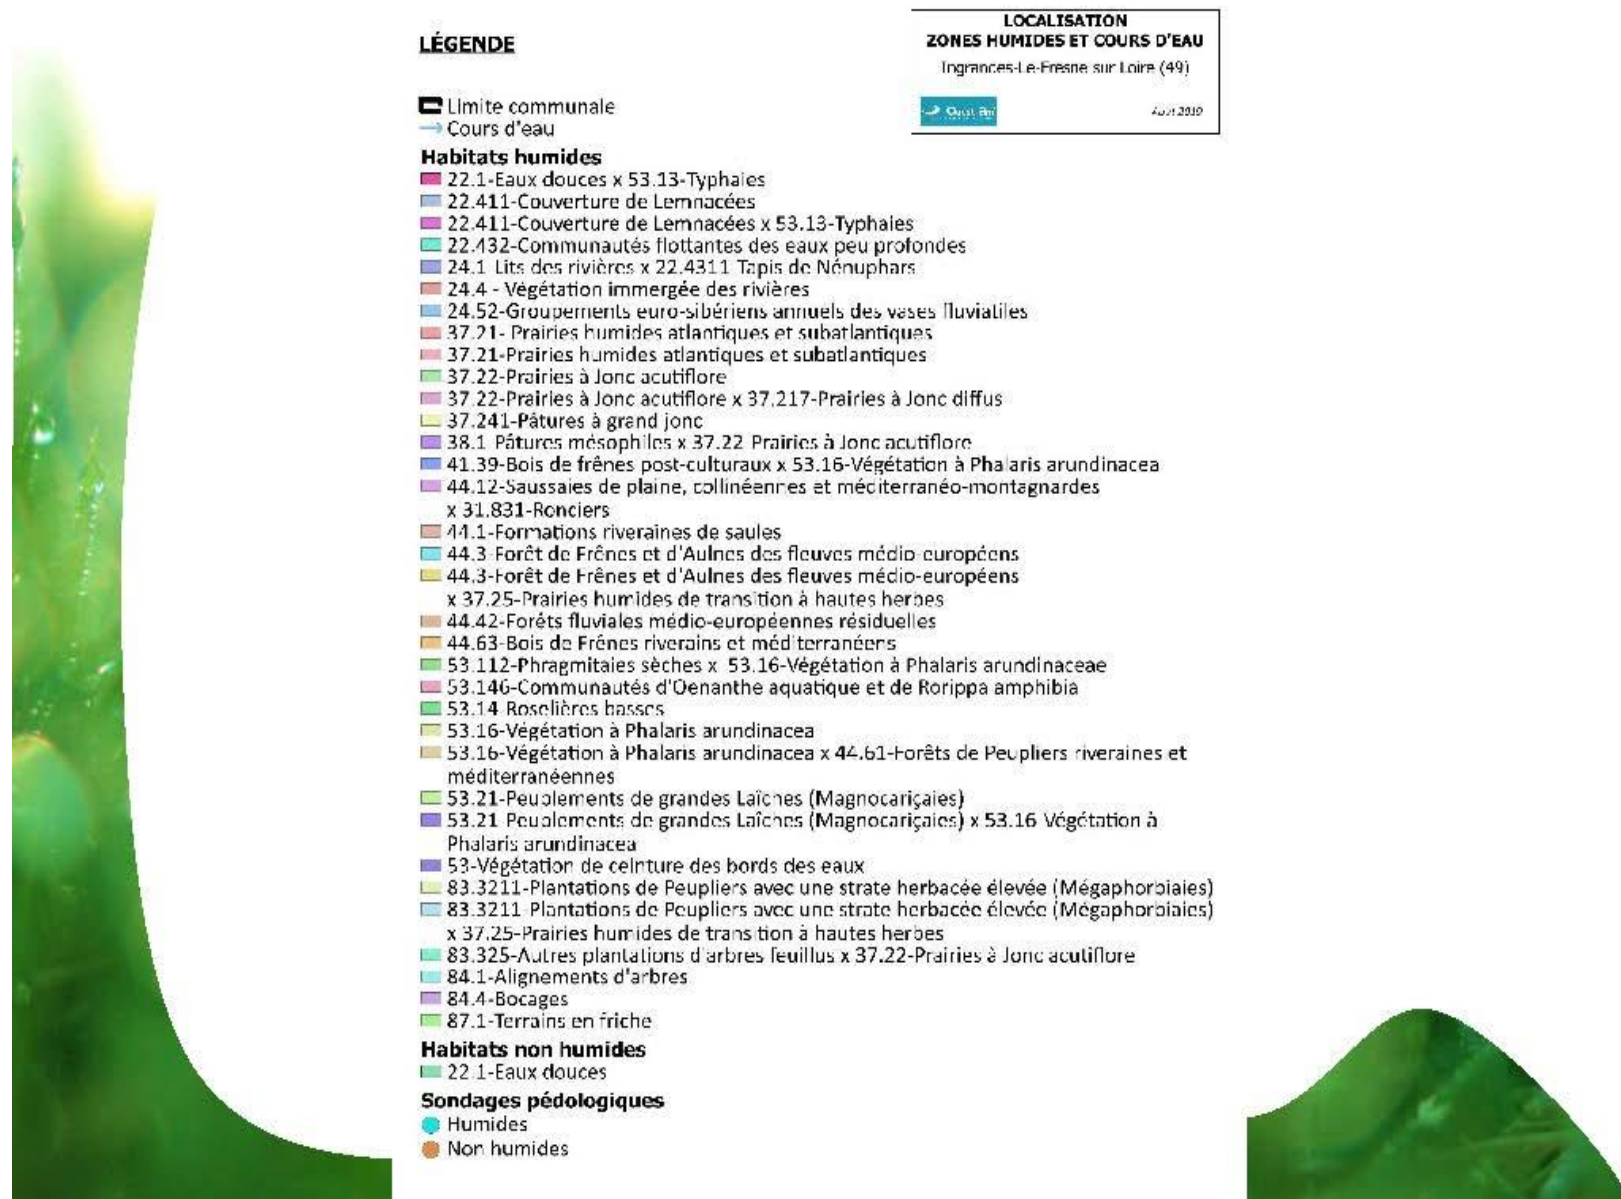 LOCALISATION
ZONES HUMIDES ET COURS D'EAU
Ingrances-Le-Fresne sur Loire (49)
Août 2019
LÉGENDE
Limite communale
Cours d'eau
Habitats humides
22.1-Eaux douces x 53.13-Typhaies
22.411-Couverture de Lemnacées
22.411-Couverture de Lemnacées x 53.13-Typhaies
22.432-Communautés flottantes des eaux peu profondes
24.1-Lits des rivières x 22.4311-Tapis de Nénuphars
24.4 - Végétation immergée des rivières
24.52-Groupements euro-sibériens annuels des vases fluviatiles
37.21- Prairies humides atlantiques et subatlantiques
37.21-Prairies humides atlantiques et subatlantiques
37.22-Prairies à Jonc acutiflore
37.22-Prairies à Jonc acutiflore x 37.217-Prairies à Jonc diffus
37.241-Pâtures à grand jonc
38.1-Pâtures mésophiles x 37.22-Prairies à Jonc acutiflore
41.39-Bois de frênes post-culturaux x 53.16-Végétation à Phalaris arundinacea
44.12-Saussaies de plaine, collinéennes et méditerranéo-montagnardes
x 31.831-Ronciers
44.1-Formations riveraines de saules
44.3-Forêt de Frênes et d'Aulnes des fleuves médio-européens
44.3-Forêt de Frênes et d'Aulnes des fleuves médio-européens
x 37.25-Prairies humides de transition à hautes herbes
44.42-Forêts fluviales médio-européennes résiduelles
44.63-Bois de Frênes riverains et méditerranéens
53.112-Phragmitaies sèches x 53.16-Végétation à Phalaris arundinaceae
53.146-Communautés d'Oenanthe aquatique et de Rorippa amphibia
53.14-Roselières basses
53.16-Végétation à Phalaris arundinacea
53.16-Végétation à Phalaris arundinacea x 44.61-Forêts de Peupliers riveraines et
méditerranéennes
53.21-Peuplements de grandes Laîches (Magnocariçaies)
53.21-Peuplements de grandes Laîches (Magnocariçaies) x 53.16-Végétation à
Phalaris arundinacea
53-Végétation de ceinture des bords des eaux
83.3211-Plantations de Peupliers avec une strate herbacée élevée (Mégaphorbiaies)
83.3211-Plantations de Peupliers avec une strate herbacée élevée (Mégaphorbiaies)
x 37.25-Prairies humides de transition à hautes herbes
83.325-Autres plantations d'arbres feuillus x 37.22-Prairies à Jonc acutiflore
84.1-Alignements d'arbres
84.4-Bocages
87.1-Terrains en friche
Habitats non humides
22.1-Eaux douces
Sondages pédologiques
Humides
Non humides